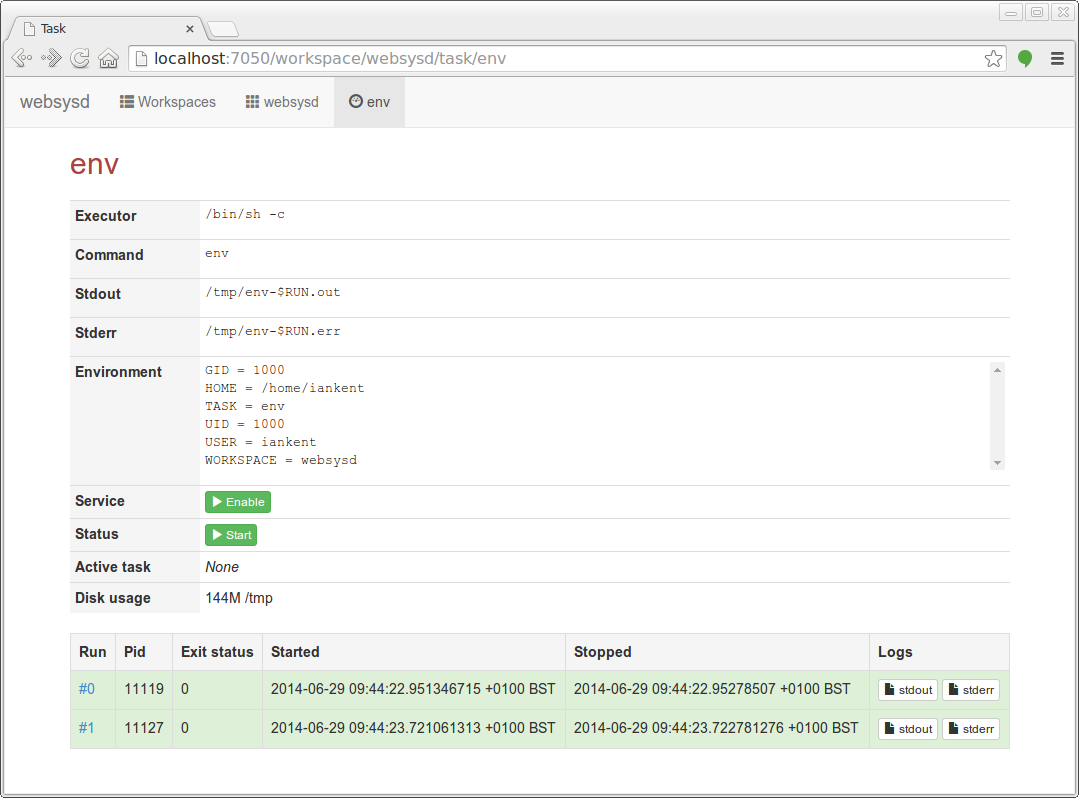 Task
localhost:7050/workspace/websysd/task/env
websysd Workspaces websysd env
env
Executor /bin/sh -c
Command env
Stdout /tmp/env-$RUN.out
Stderr /tmp/env-$RUN.err
Environment GID = 1000
HOME = /home/iankent
TASK = env
UID = 1000
USER = iankent
WORKSPACE = websysd
Service Enable
Status Start
Active task None
Disk usage 144M /tmp
Run Pid Exit status Started Stopped Logs
#0 11119 0 2014-06-29 09:44:22.951346715 +0100 BST 2014-06-29 09:44:22.95278507 +0100 BST stdout stderr
#1 11127 0 2014-06-29 09:44:23.721061313 +0100 BST 2014-06-29 09:44:23.722781276 +0100 BST stdout stderr